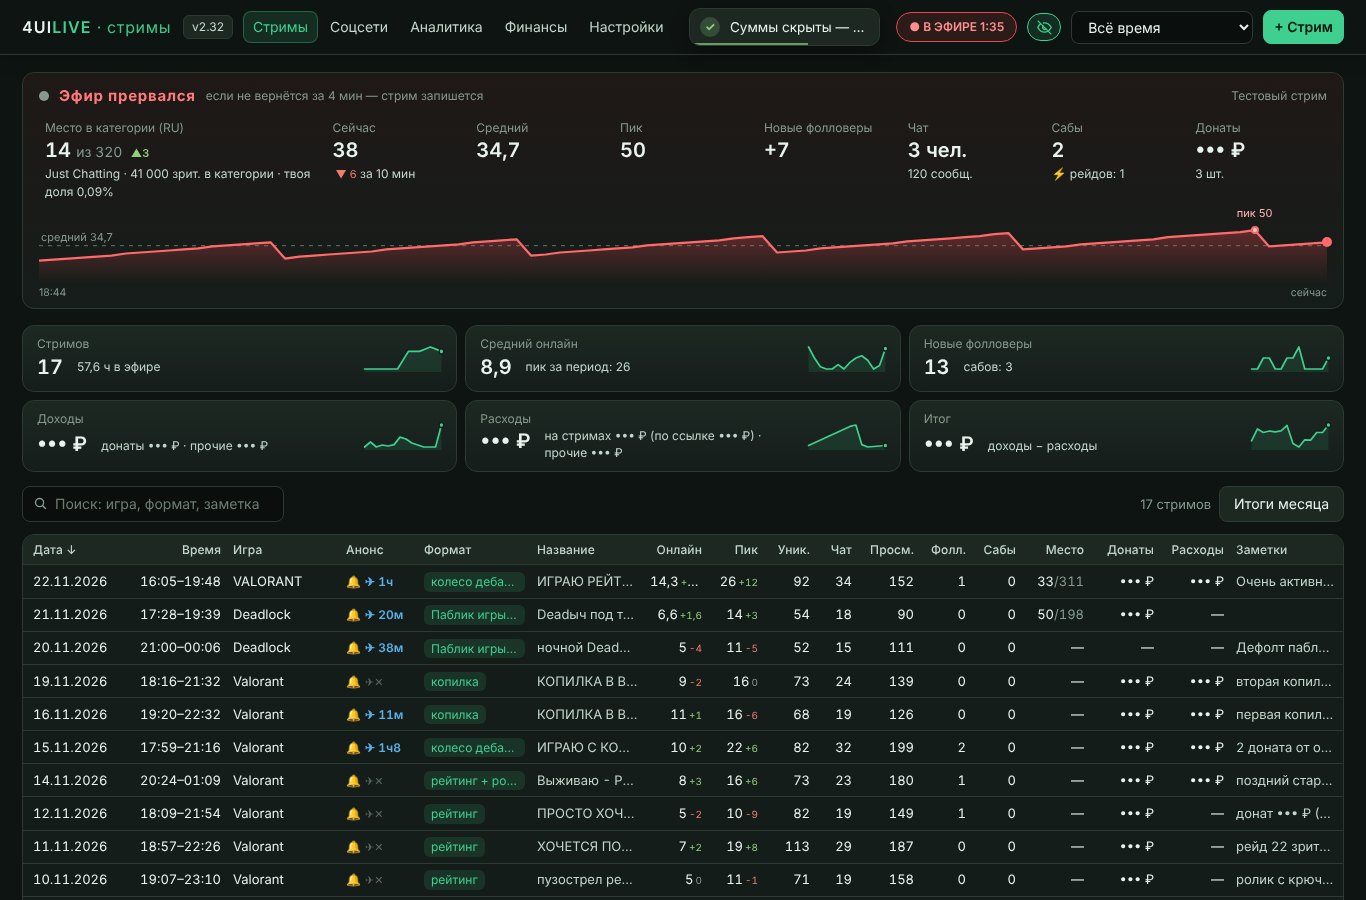 4UILIVE · стримы v2.32 Стримы Соцсети Аналитика Финансы Настройки Суммы скрыты — ... В ЭФИРЕ 1:35 Всё время + Стрим
Эфир прервался если не вернётся за 4 мин — стрим запишется Тестовый стрим
Место в категории (RU) Сейчас Средний Пик Новые фолловеры Чат Сабы Донаты
14 из 320 ▲3 38 34,7 50 +7 3 чел. 2 ••• ₽
Just Chatting · 41 000 зрит. в категории · твоя ▼ 6 за 10 мин 120 сообщ. ⚡ рейдов: 1 3 шт.
доля 0,09%
пик 50
средний 34,7
18:44 сейчас
Стримов Средний онлайн Новые фолловеры
17 57,6 ч в эфире 8,9 пик за период: 26 13 сабов: 3
Доходы Расходы Итог
••• ₽ донаты ••• ₽ · прочие ••• ₽ ••• ₽ на стримах ••• ₽ (по ссылке ••• ₽) · ••• ₽ доходы − расходы
прочие ••• ₽
Поиск: игра, формат, заметка 17 стримов Итоги месяца
Дата ↓ Время Игра Анонс Формат Название Онлайн Пик Уник. Чат Просм. Фолл. Сабы Место Донаты Расходы Заметки
22.11.2026 16:05–19:48 VALORANT 🔔 ✈ 1ч колесо деба... ИГРАЮ РЕЙТ... 14,3 +... 26 +12 92 34 152 1 0 33/311 ••• ₽ ••• ₽ Очень активн...
21.11.2026 17:28–19:39 Deadlock 🔔 ✈ 20м Паблик игры... Deadыч под т... 6,6 +1,6 14 +3 54 18 90 0 0 50/198 ••• ₽ —
20.11.2026 21:00–00:06 Deadlock 🔔 ✈ 38м Паблик игры... ночной Dead... 5 -4 11 -5 52 15 111 0 0 — — — Дефолт пабл...
19.11.2026 18:16–21:32 Valorant 🔔 ✈✕ копилка КОПИЛКА В В... 9 -2 16 0 73 24 139 0 0 — ••• ₽ ••• ₽ вторая копил...
16.11.2026 19:20–22:32 Valorant 🔔 ✈ 11м копилка КОПИЛКА В В... 11 +1 16 -6 68 19 126 0 0 — ••• ₽ ••• ₽ первая копил...
15.11.2026 17:59–21:16 Valorant 🔔 ✈ 1ч8 колесо деба... ИГРАЮ С КО... 10 +2 22 +6 82 32 199 2 0 — ••• ₽ ••• ₽ 2 доната от о...
14.11.2026 20:24–01:09 Valorant 🔔 ✈✕ рейтинг + ро... Выживаю - Р... 8 +3 16 +6 73 23 180 1 0 — ••• ₽ ••• ₽ поздний стар...
12.11.2026 18:09–21:54 Valorant 🔔 ✈✕ рейтинг ПРОСТО ХОЧ... 5 -2 10 -9 82 19 149 1 0 — ••• ₽ — донат ••• ₽ (...
11.11.2026 18:57–22:26 Valorant 🔔 ✈✕ рейтинг ХОЧЕТСЯ ПО... 7 +2 19 +8 113 29 187 0 0 — ••• ₽ — рейд 22 зрит...
10.11.2026 19:07–23:10 Valorant 🔔 ✈✕ рейтинг пузострел ре... 5 0 11 -1 71 19 158 0 0 — ••• ₽ — ролик с крюч...